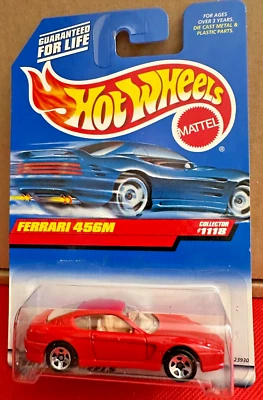 GUARANTEED
FOR LIFE
FOR AGES
OVER 3 YEARS.
DIE CAST METAL &
PLASTIC PARTS.
HOT WHEELS
MATTEL
®
FERRARI 456M
COLLECTOR
#1118
23930